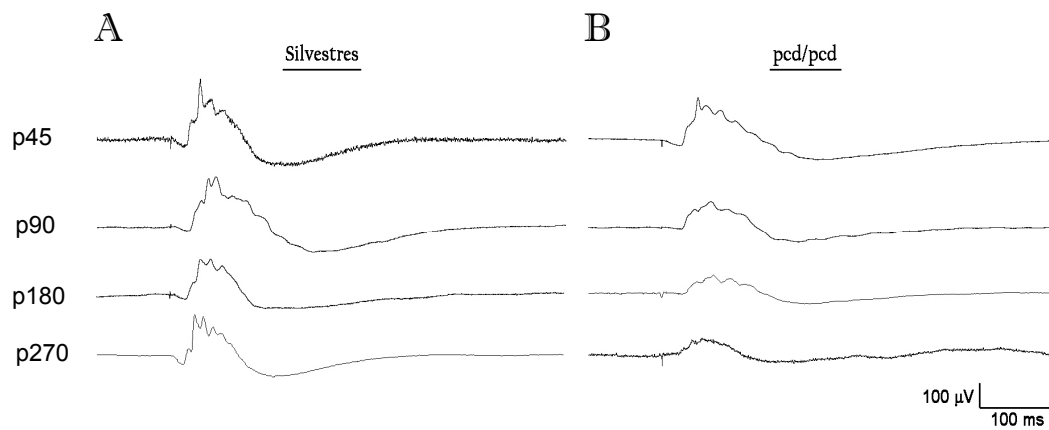 A
B
Silvestres
pcd/pcd
p45
p90
p180
p270
100 µV
100 ms